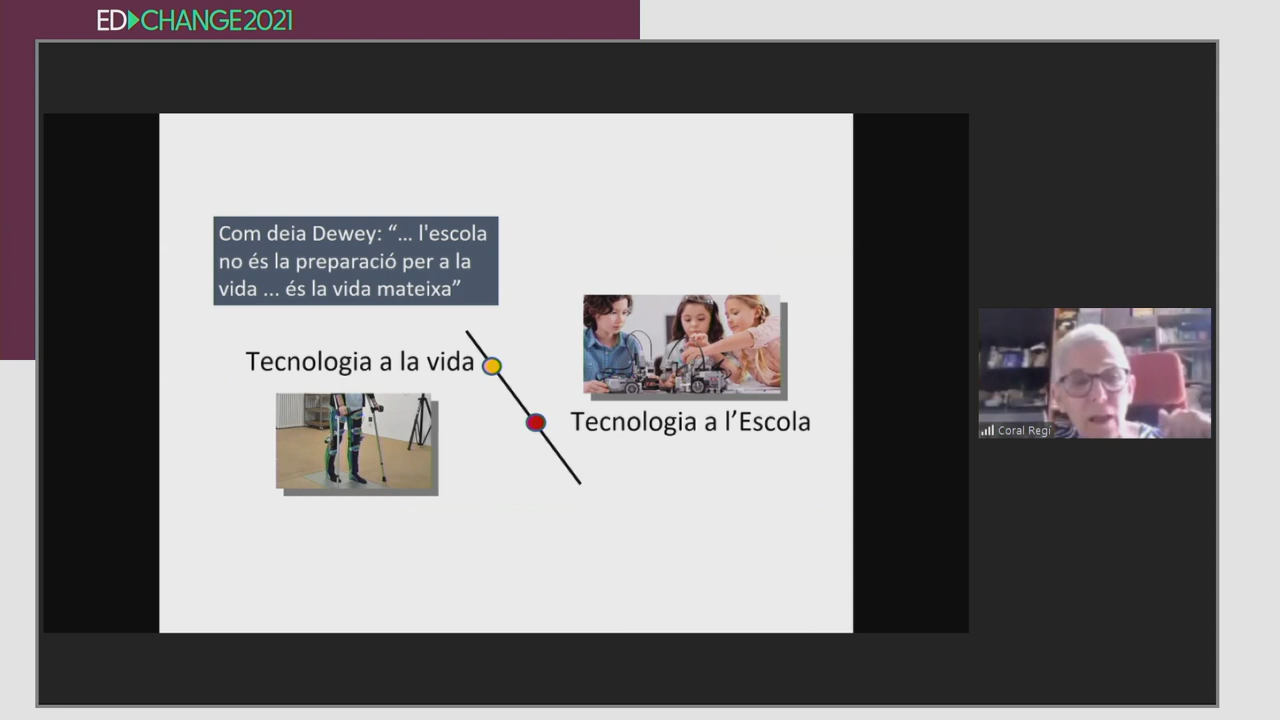 ED CHANGE2021
Com deia Dewey: “... l'escola
no és la preparació per a la
vida ... és la vida mateixa”
Tecnologia a la vida
Tecnologia a l’Escola
Coral Regí